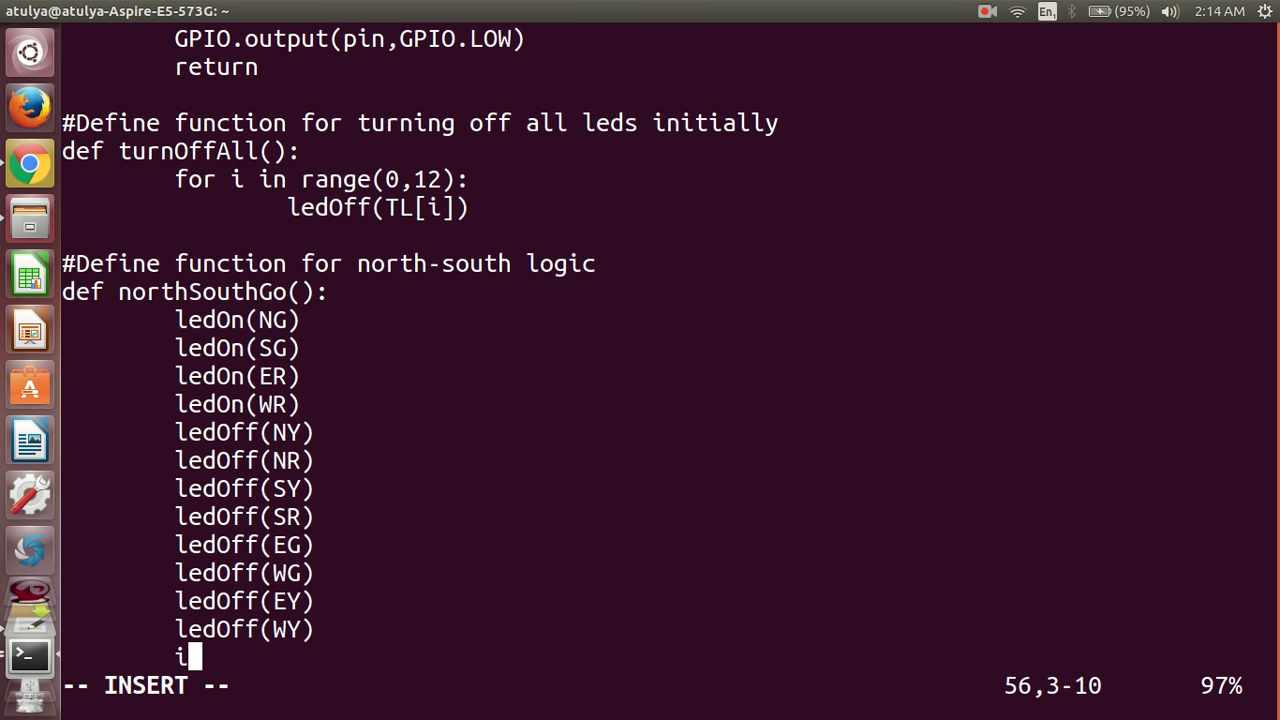 atulya@atulya-Aspire-E5-573G: ~
En1 (95%) 2:14 AM
GPIO.output(pin,GPIO.LOW)
return
#Define function for turning off all leds initially
def turnOffAll():
for i in range(0,12):
ledOff(TL[i])
#Define function for north-south logic
def northSouthGo():
ledOn(NG)
ledOn(SG)
ledOn(ER)
ledOn(WR)
ledOff(NY)
ledOff(NR)
ledOff(SY)
ledOff(SR)
ledOff(EG)
ledOff(WG)
ledOff(EY)
ledOff(WY)
i
-- INSERT -- 56,3-10 97%